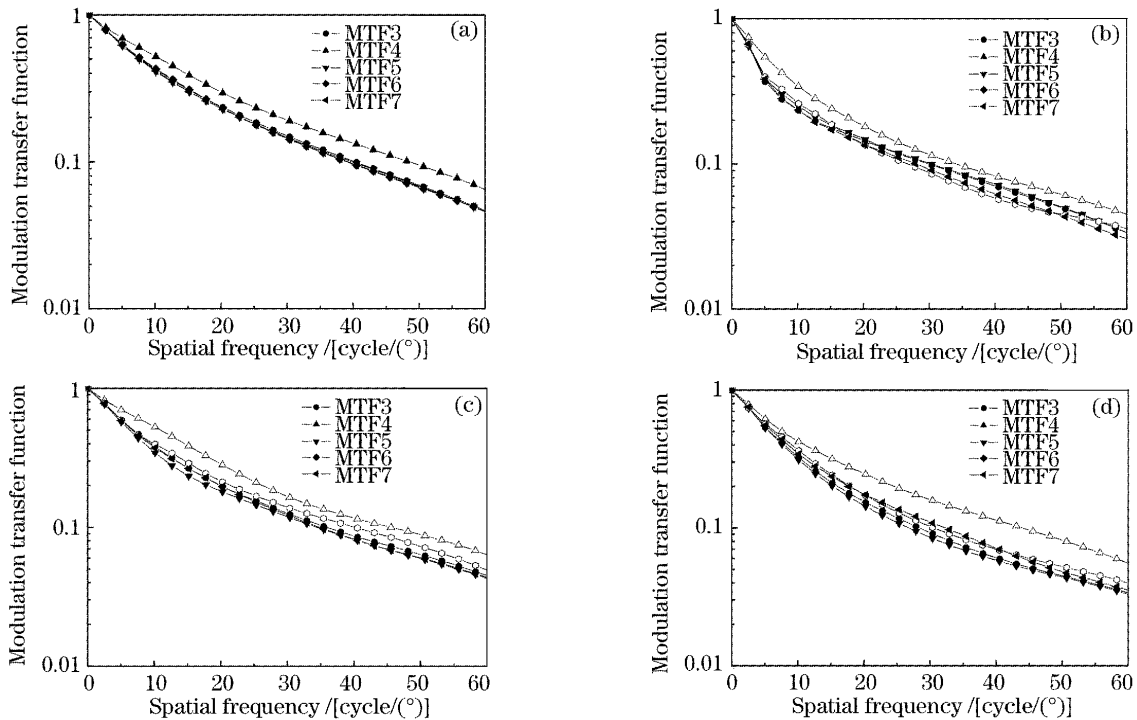 Modulation transfer function
1
0.1
0.01
(a)
MTF3
MTF4
MTF5
MTF6
MTF7
0 10 20 30 40 50 60
Spatial frequency /[cycle/(°)]
Modulation transfer function
1
0.1
0.01
(b)
MTF3
MTF4
MTF5
MTF6
MTF7
0 10 20 30 40 50 60
Spatial frequency /[cycle/(°)]
Modulation transfer function
1
0.1
0.01
(c)
MTF3
MTF4
MTF5
MTF6
MTF7
0 10 20 30 40 50 60
Spatial frequency /[cycle/(°)]
Modulation transfer function
1
0.1
0.01
(d)
MTF3
MTF4
MTF5
MTF6
MTF7
0 10 20 30 40 50 60
Spatial frequency /[cycle/(°)]